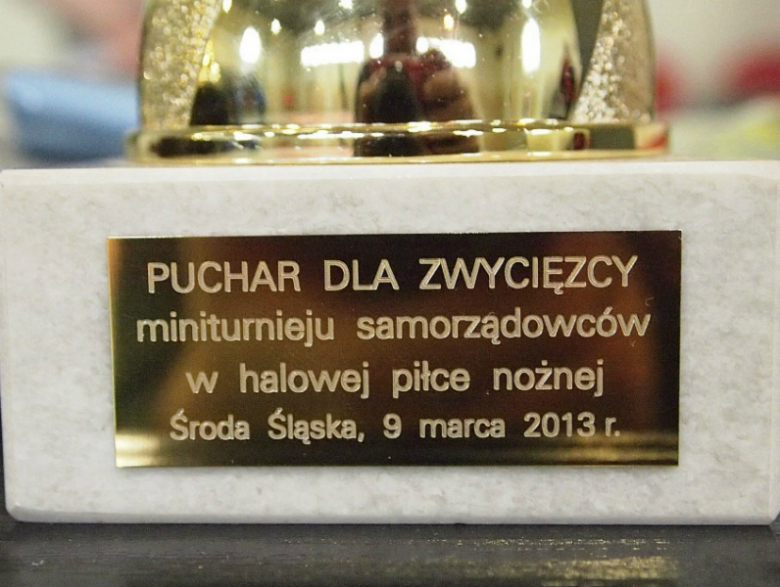 PUCHAR DLA ZWYCIĘZCY
miniturnieju samorządowców
w halowej piłce nożnej
Środa Śląska, 9 marca 2013 r.